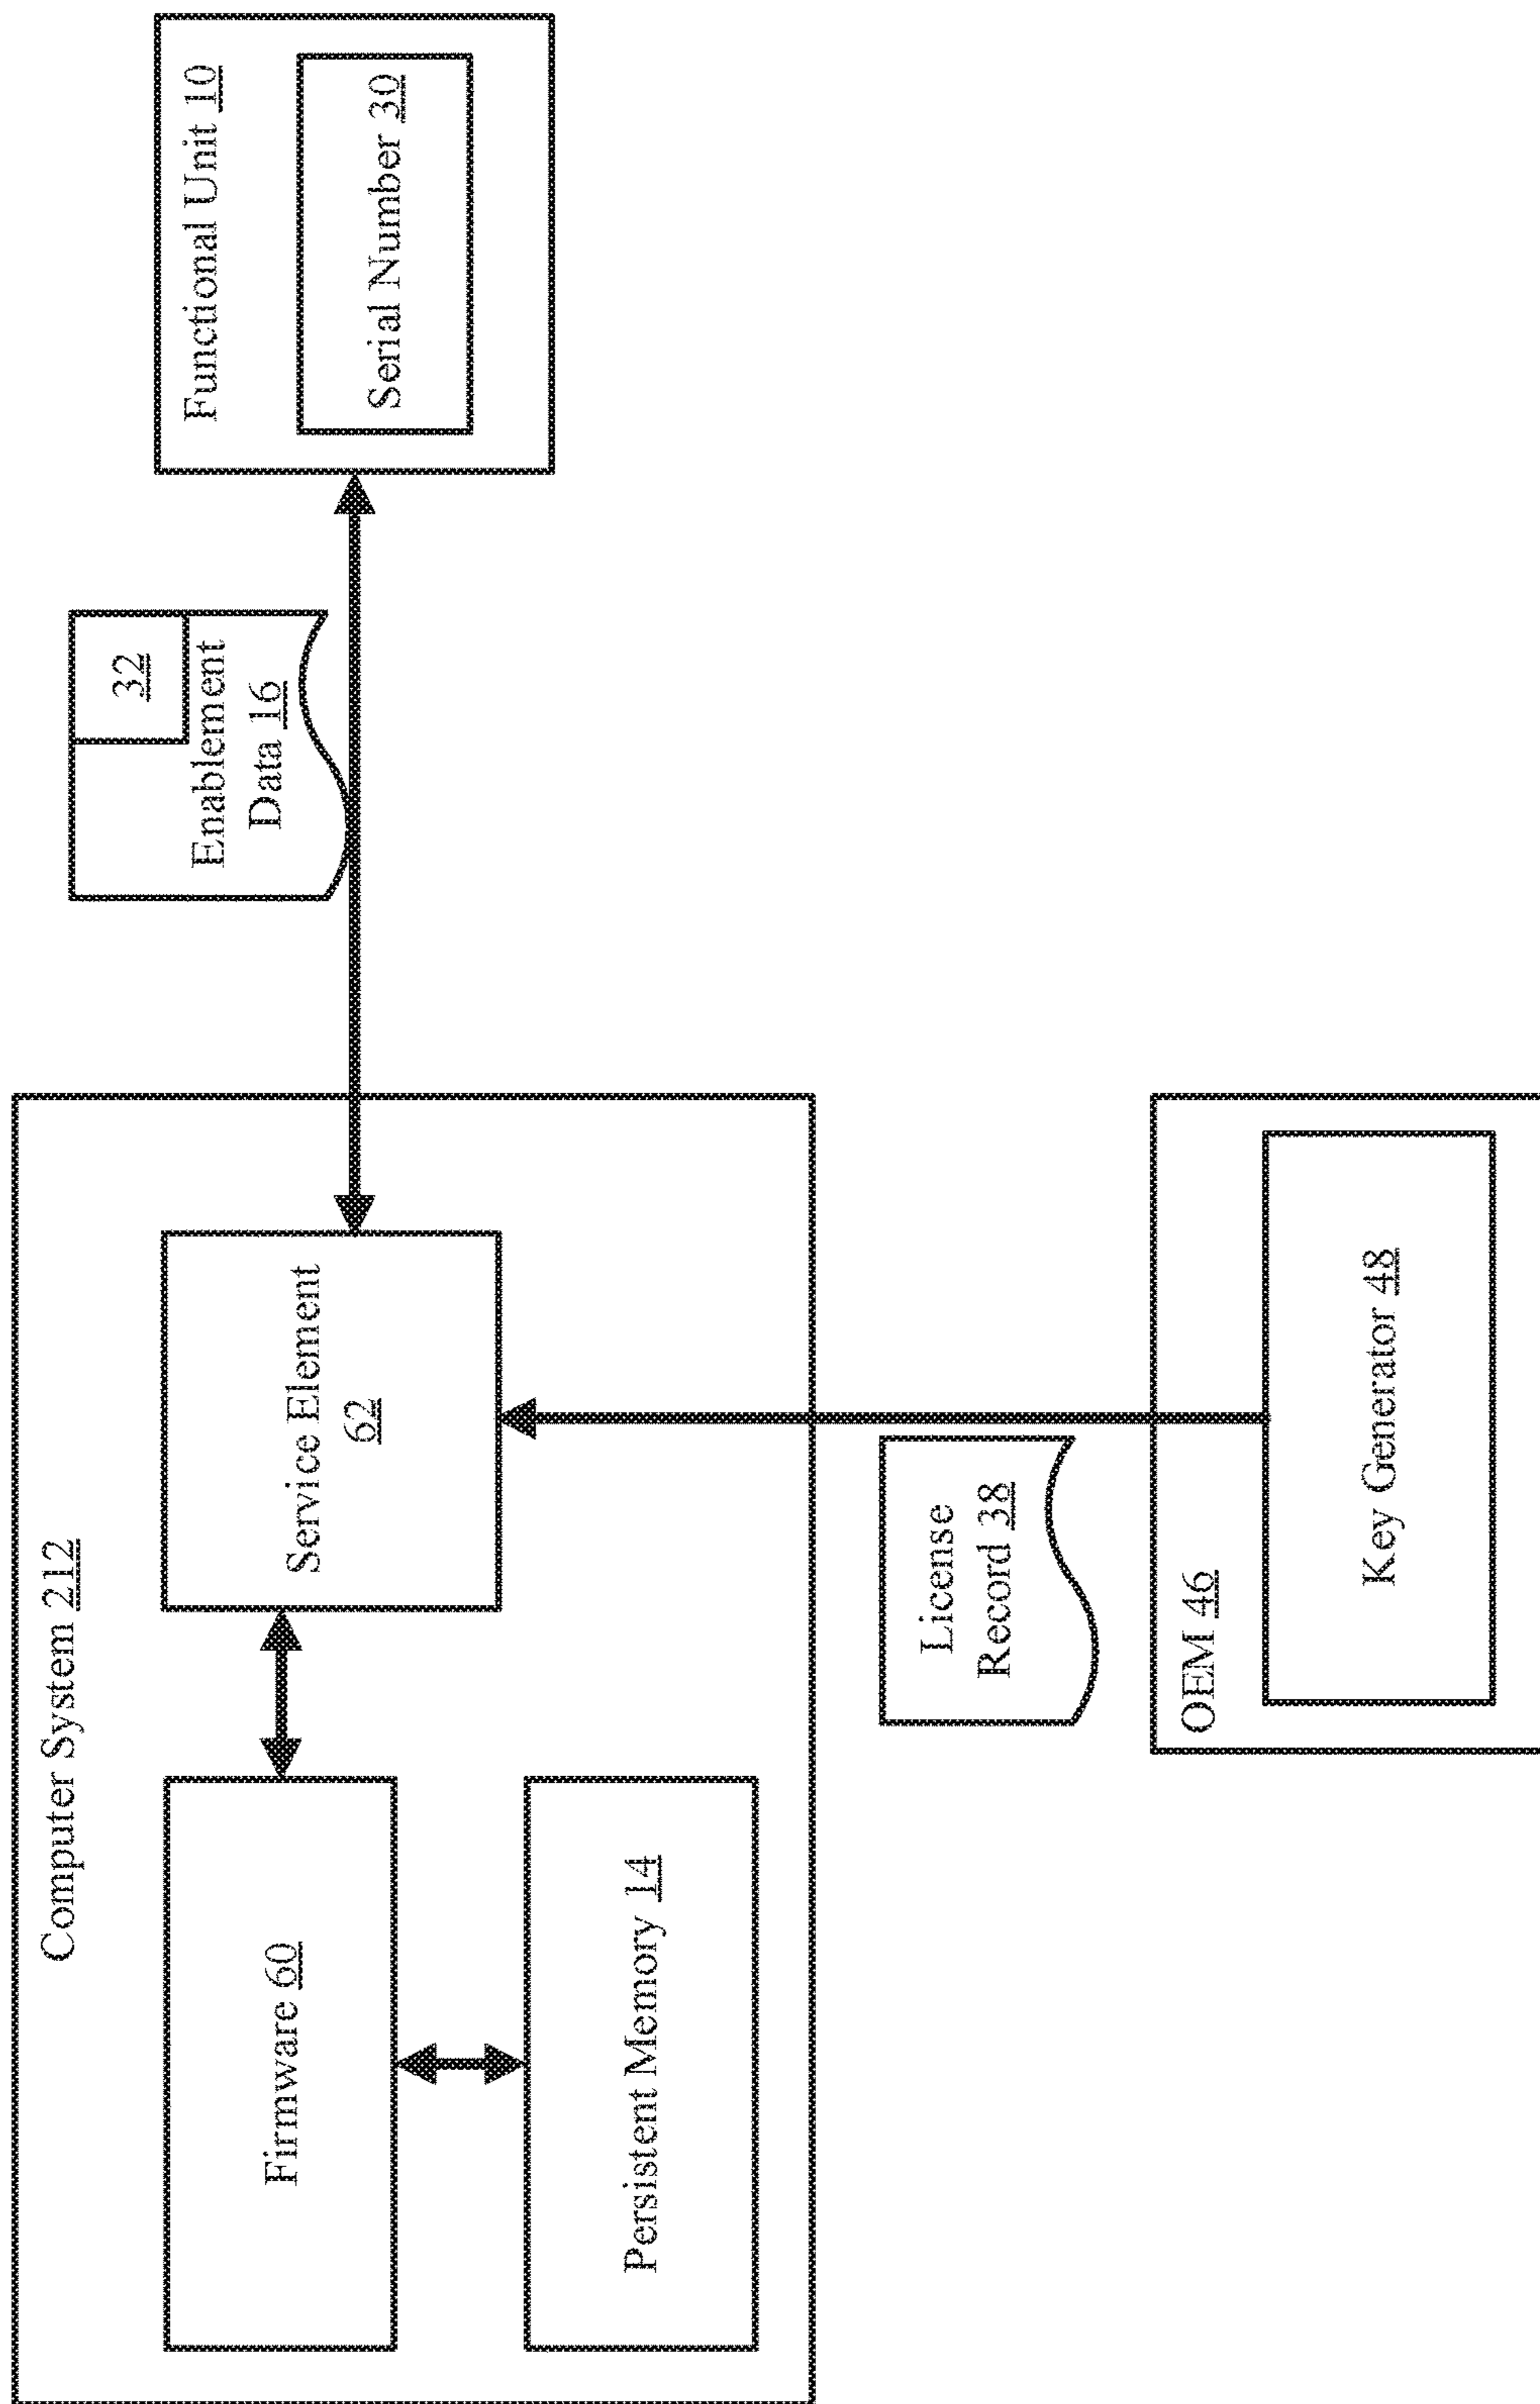 Computer System 212
Firmware 60
Persistent Memory 14
Service Element
62
32
Enablement
Data 16
Functional Unit 10
Serial Number 30
License
Record 38
OEM 46
Key Generator 48